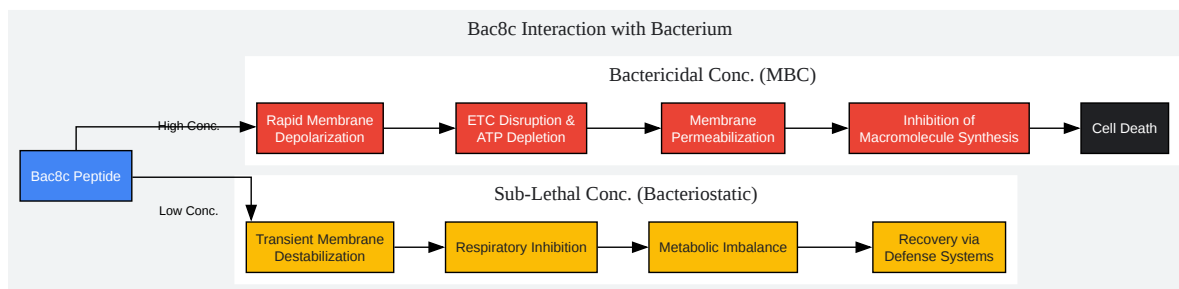 Bac8c Interaction with Bacterium
Bactericidal Conc. (MBC)
High Conc.
Rapid Membrane
Depolarization
ETC Disruption &
ATP Depletion
Membrane
Permeabilization
Inhibition of
Macromolecule Synthesis
Cell Death
Bac8c Peptide
Sub-Lethal Conc. (Bacteriostatic)
Low Conc.
Transient Membrane
Destabilization
Respiratory Inhibition
Metabolic Imbalance
Recovery via
Defense Systems